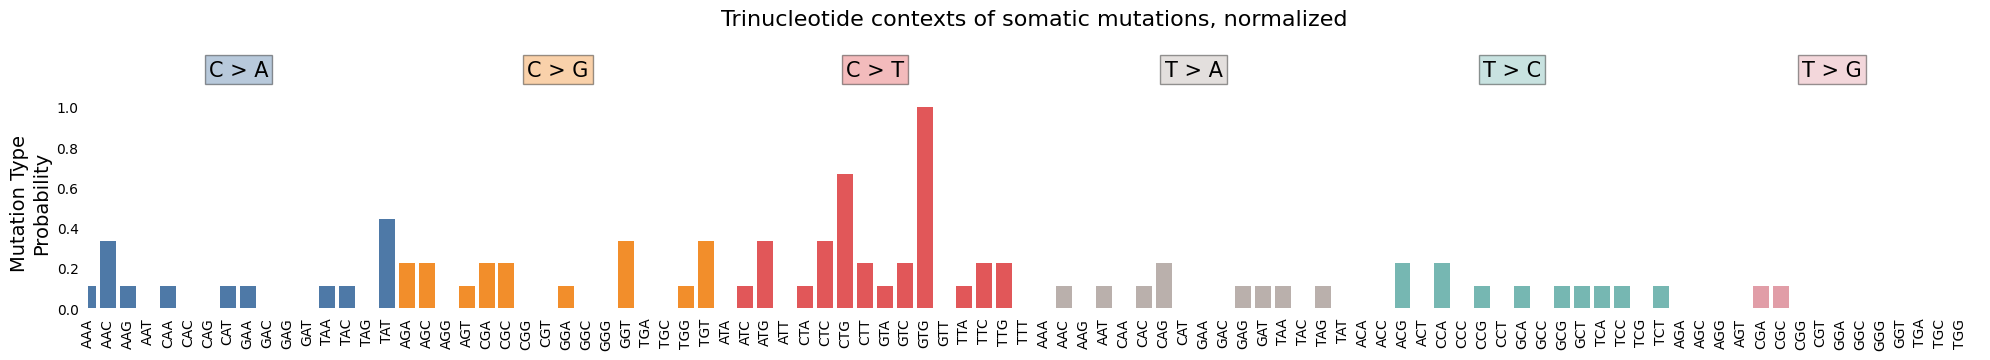 Trinucleotide contexts of somatic mutations, normalized
C > A C > G C > T T > A T > C T > G
Mutation Type
Probability
1.0
0.8
0.6
0.4
0.2
0.0
AAA AAC AAG AAT CAA CAC CAG CAT GAA GAC GAG GAT TAA TAC TAG TAT AGA AGC AGG AGT CGA CGC CGG CGT GGA GGC GGG GGT TGA TGC TGG TGT ATA ATC ATG ATT CTA CTC CTG CTT GTA GTC GTG GTT TTA TTC TTG TTT AAA AAC AAG AAT CAA CAC CAG CAT GAA GAC GAG GAT TAA TAC TAG TAT ACA ACC ACG ACT CCA CCC CCG CCT GCA GCC GCG GCT TCA TCC TCG TCT AGA AGC AGG AGT CGA CGC CGG CGT GGA GGC GGG GGT TGA TGC TGG